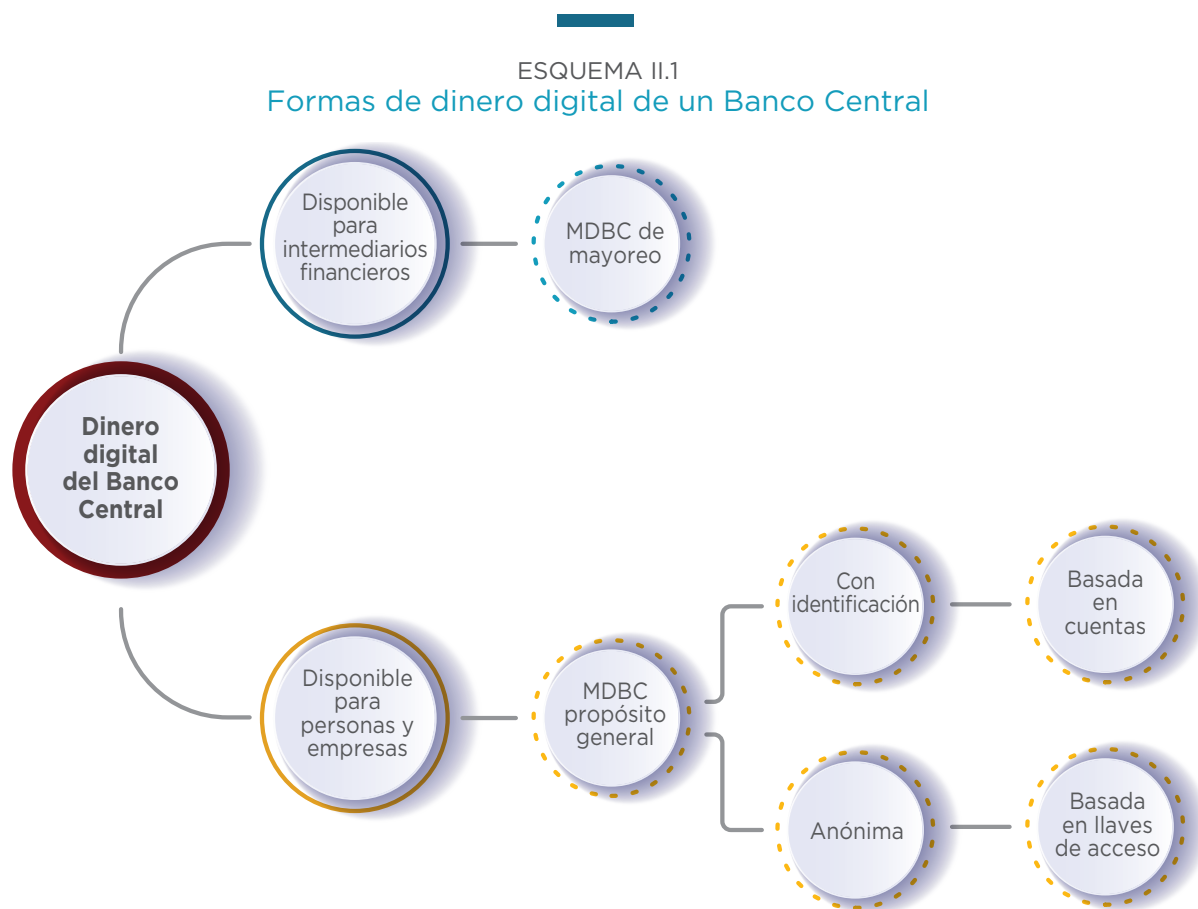 ESQUEMA II.1
Formas de dinero digital de un Banco Central
Disponible
para
intermediarios
financieros
MDBC de
mayoreo
Dinero
digital
del Banco
Central
Disponible
para
personas y
empresas
MDBC
propósito
general
Con
identificación
Basada
en
cuentas
Anónima
Basada
en llaves
de acceso